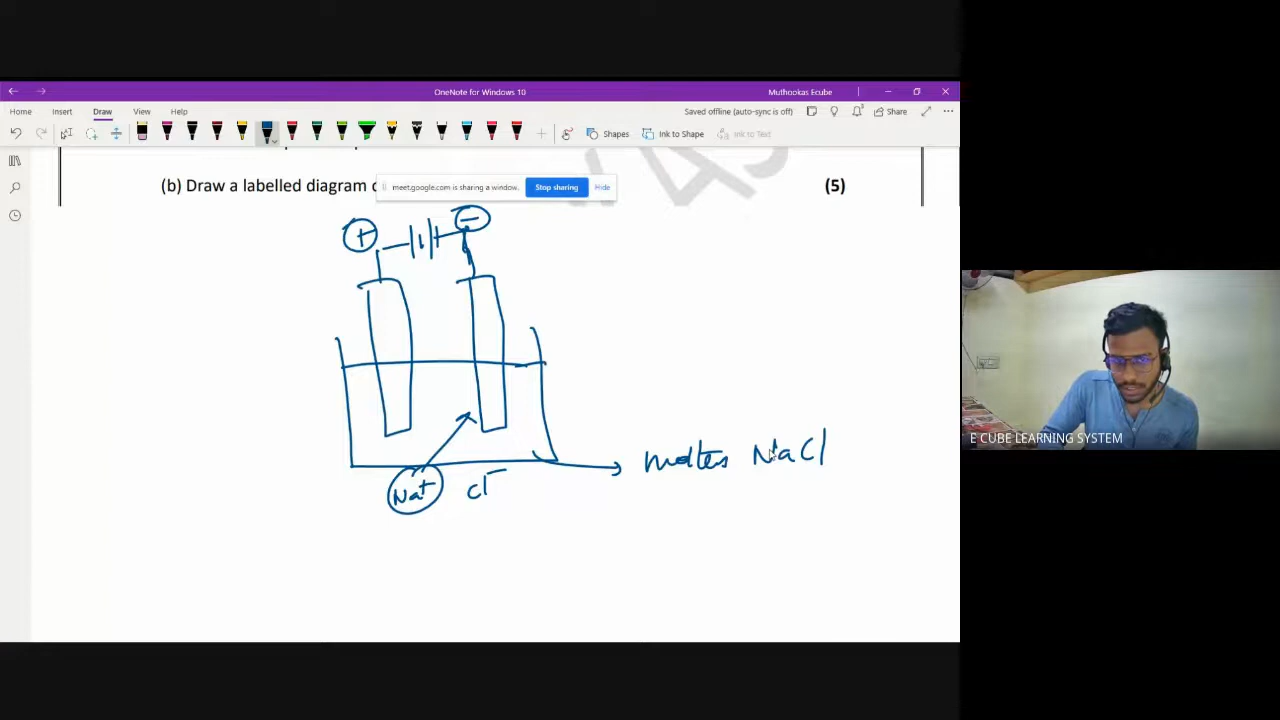 OneNote for Windows 10
Muthookas Ecube
Home Insert Draw View Help
Saved offline (auto-sync is off)
Share
Shapes
Ink to Shape
Ink to Text
(b) Draw a labelled diagram
(5)
meet.google.com is sharing a window.
Stop sharing
Hide
+ −
Na+ Cl−
molten NaCl
E CUBE LEARNING SYSTEM